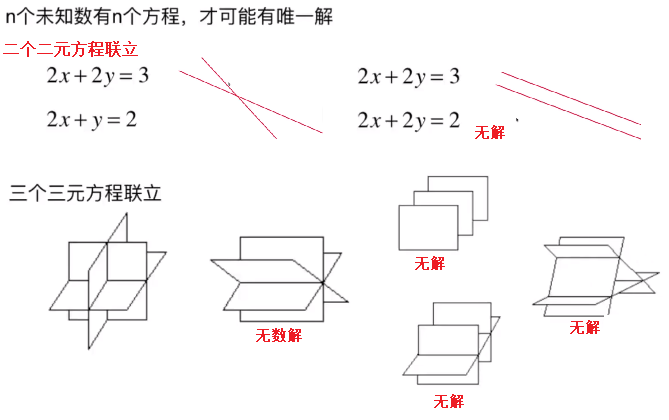 n个未知数有n个方程，才可能有唯一解
二个二元方程联立
2x+2y=3
2x+y=2
2x+2y=3
2x+2y=2
无解
三个三元方程联立
无解
无数解
无解
无解